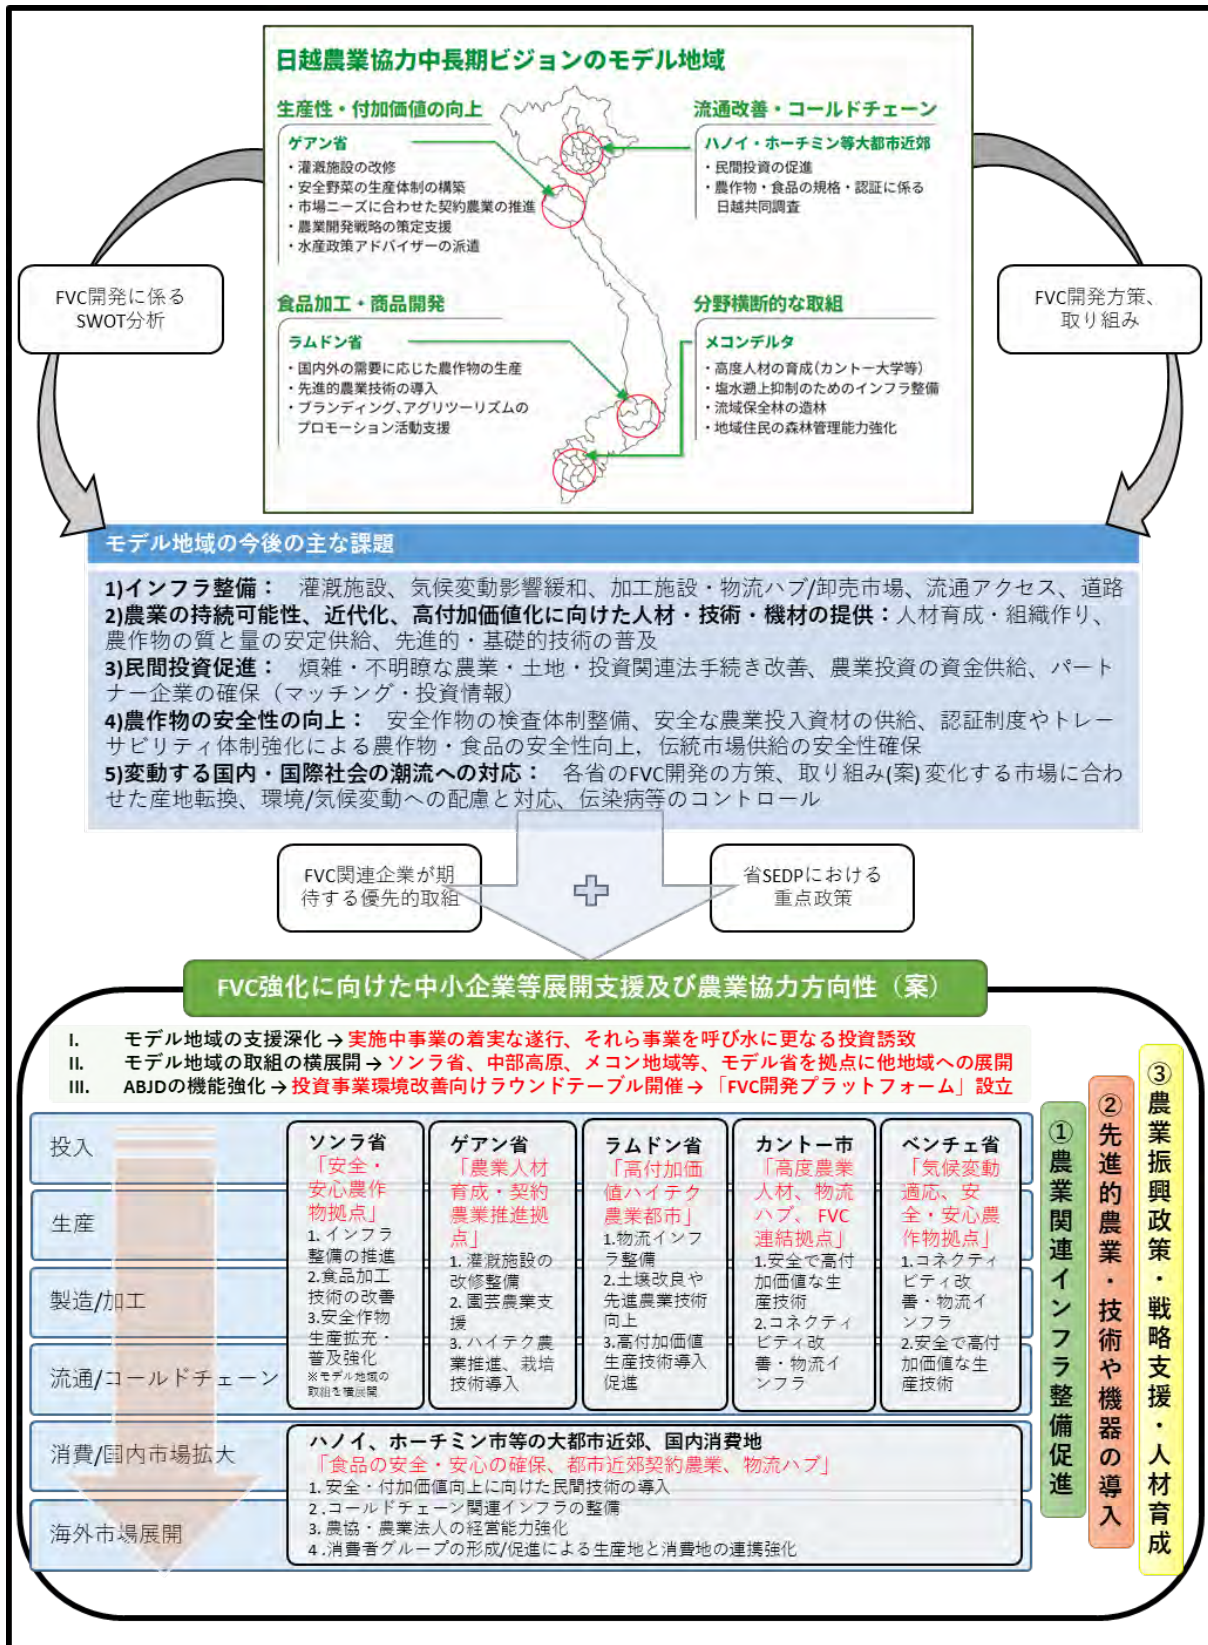 日越農業協力中長期ビジョンのモデル地域
生産性・付加価値の向上
ゲアン省
・灌漑施設の改修
・安全野菜の生産体制の構築
・市場ニーズに合わせた契約農業の推進
・農業開発戦略の策定支援
・水産政策アドバイザーの派遣
流通改善・コールドチェーン
ハノイ・ホーチミン等大都市近郊
・民間投資の促進
・農作物・食品の規格・認証に係る
日越共同調査
食品加工・商品開発
ラムドン省
・国内外の需要に応じた農作物の生産
・先進的農業技術の導入
・ブランディング、アグリツーリズムの
プロモーション活動支援
分野横断的な取組
メコンデルタ
・高度人材の育成(カントー大学等)
・塩水遡上抑制のためのインフラ整備
・流域保全林の造林
・地域住民の森林管理能力強化
FVC開発に係る
SWOT分析
FVC開発方策、
取り組み
モデル地域の今後の主な課題
1)インフラ整備： 灌漑施設、気候変動影響緩和、加工施設・物流ハブ/卸売市場、流通アクセス、道路
2)農業の持続可能性、近代化、高付加価値化に向けた人材・技術・機材の提供：人材育成・組織作り、
農作物の質と量の安定供給、先進的・基礎的技術の普及
3)民間投資促進： 煩雑・不明瞭な農業・土地・投資関連法手続き改善、農業投資の資金供給、パート
ナー企業の確保（マッチング・投資情報）
4)農作物の安全性の向上： 安全作物の検査体制整備、安全な農業投入資材の供給、認証制度やトレー
サビリティ体制強化による農作物・食品の安全性向上，伝統市場供給の安全性確保
5)変動する国内・国際社会の潮流への対応： 各省のFVC開発の方策、取り組み(案)変化する市場に合わ
せた産地転換、環境/気候変動への配慮と対応、伝染病等のコントロール
FVC関連企業が期
待する優先的取組
省SEDPにおける
重点政策
FVC強化に向けた中小企業等展開支援及び農業協力方向性（案）
I. モデル地域の支援深化→実施中事業の着実な遂行、それら事業を呼び水に更なる投資誘致
II. モデル地域の取組の横展開→ソンラ省、中部高原、メコン地域等、モデル省を拠点に他地域への展開
III. ABJDの機能強化→投資事業環境改善向けラウンドテーブル開催→「FVC開発プラットフォーム」設立
投入
生産
製造/加工
流通/コールドチェーン
消費/国内市場拡大
海外市場展開
ソンラ省
「安全・
安心農作
物拠点」
1. インフラ
整備の推進
2.食品加工
技術の改善
3.安全作物
生産拡充・
普及強化
※モデル地域の
取組を横展開
ゲアン省
「農業人材
育成・契約
農業推進拠
点」
1. 灌漑施設の
改修整備
2. 園芸農業支
援
3. ハイテク農
業推進、栽培
技術導入
ラムドン省
「高付加価
値ハイテク
農業都市」
1.物流インフ
ラ整備
2.土壌改良や
先進農業技術
向上
3.高付加価値
生産技術導入
促進
カントー市
「高度農業
人材、物流
ハブ、FVC
連結拠点」
1.安全で高付
加価値な生
産技術
2.コネクティ
ビティ改
善・物流イ
ンフラ
ベンチェ省
「気候変動
適応、安
全・安心農
作物拠点」
1.コネクティ
ビティ改
善・物流イ
ンフラ
2.安全で高付
加価値な生
産技術
ハノイ、ホーチミン市等の大都市近郊、国内消費地
「食品の安全・安心の確保、都市近郊契約農業、物流ハブ」
1. 安全・付加価値向上に向けた民間技術の導入
2 .コールドチェーン関連インフラの整備
3. 農協・農業法人の経営能力強化
4 .消費者グループの形成/促進による生産地と消費地の連携強化
①農業関連インフラ整備促進
②先進的農業・技術や機器の導入
③農業振興政策・戦略支援・人材育成